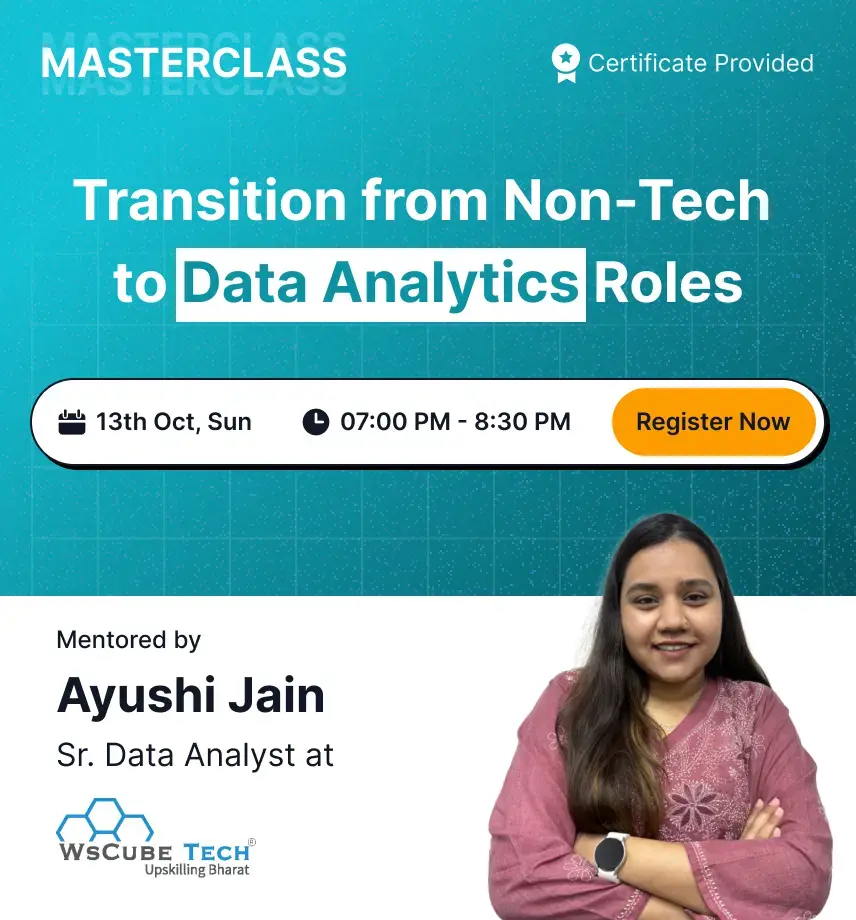 MASTERCLASS
Certificate Provided
Transition from Non-Tech
to Data Analytics Roles
13th Oct, Sun
07:00 PM - 8:30 PM
Register Now
Mentored by
Ayushi Jain
Sr. Data Analyst at
WSCUBE TECH®
Upskilling Bharat